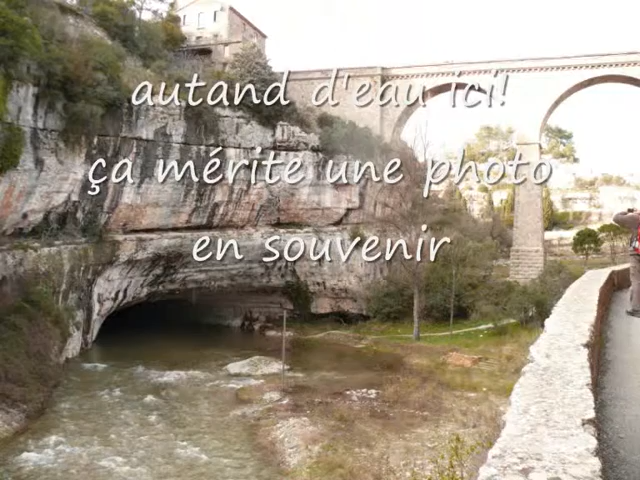 autand d'eau ici!
ça mérite une photo
en souvenir